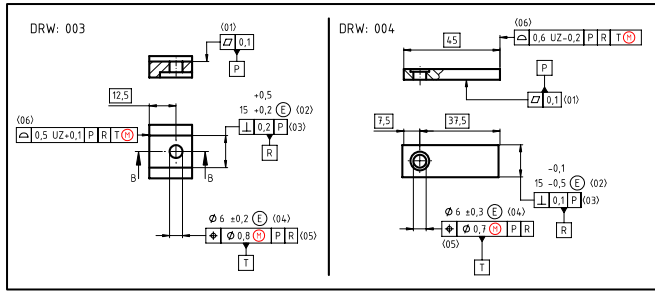 DRW: 003
(01)
⏥ 0,1
P
12,5
+0,5
15 +0,2 Ⓔ (02)
⊥ 0,2 P (03)
R
(06)
⌓ 0,5 UZ+0,1 P R T Ⓜ
B B
Ø 6 ±0,2 Ⓔ (04)
⌖ Ø 0,8 Ⓜ P R (05)
T
DRW: 004
(06)
⌓ 0,6 UZ-0,2 P R T Ⓜ
45
P
⏥ 0,1 (01)
7,5 37,5
-0,1
15 -0,5 Ⓔ (02)
⊥ 0,1 P (03)
R
Ø 6 ±0,3 Ⓔ (04)
⌖ Ø 0,7 Ⓜ P R
(05)
T